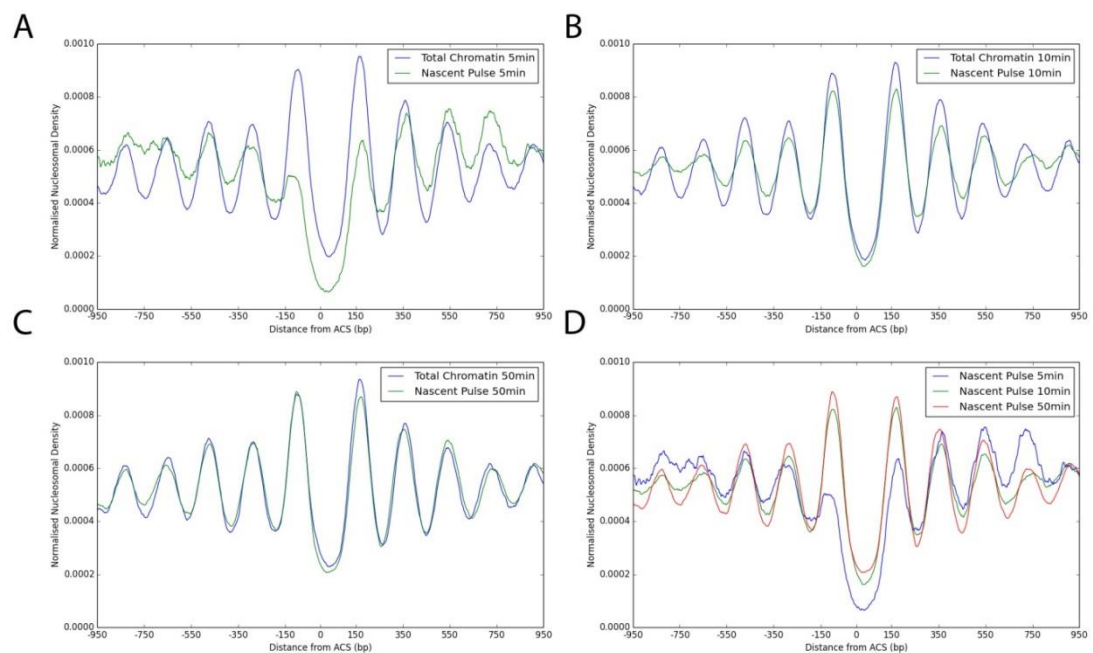 A
Normalised Nucleosomal Density
0.0010
0.0008
0.0006
0.0004
0.0002
0.0000
Total Chromatin 5min
Nascent Pulse 5min
-950 -750 -550 -350 -150 0 150 350 550 750 950
Distance from ACS (bp)
B
Normalised Nucleosomal Density
0.0010
0.0008
0.0006
0.0004
0.0002
0.0000
Total Chromatin 10min
Nascent Pulse 10min
-950 -750 -550 -350 -150 0 150 350 550 750 950
Distance from ACS (bp)
C
Normalised Nucleosomal Density
0.0010
0.0008
0.0006
0.0004
0.0002
0.0000
Total Chromatin 50min
Nascent Pulse 50min
-950 -750 -550 -350 -150 0 150 350 550 750 950
Distance from ACS (bp)
D
Normalised Nucleosomal Density
0.0010
0.0008
0.0006
0.0004
0.0002
0.0000
Nascent Pulse 5min
Nascent Pulse 10min
Nascent Pulse 50min
-950 -750 -550 -350 -150 0 150 350 550 750 950
Distance from ACS (bp)